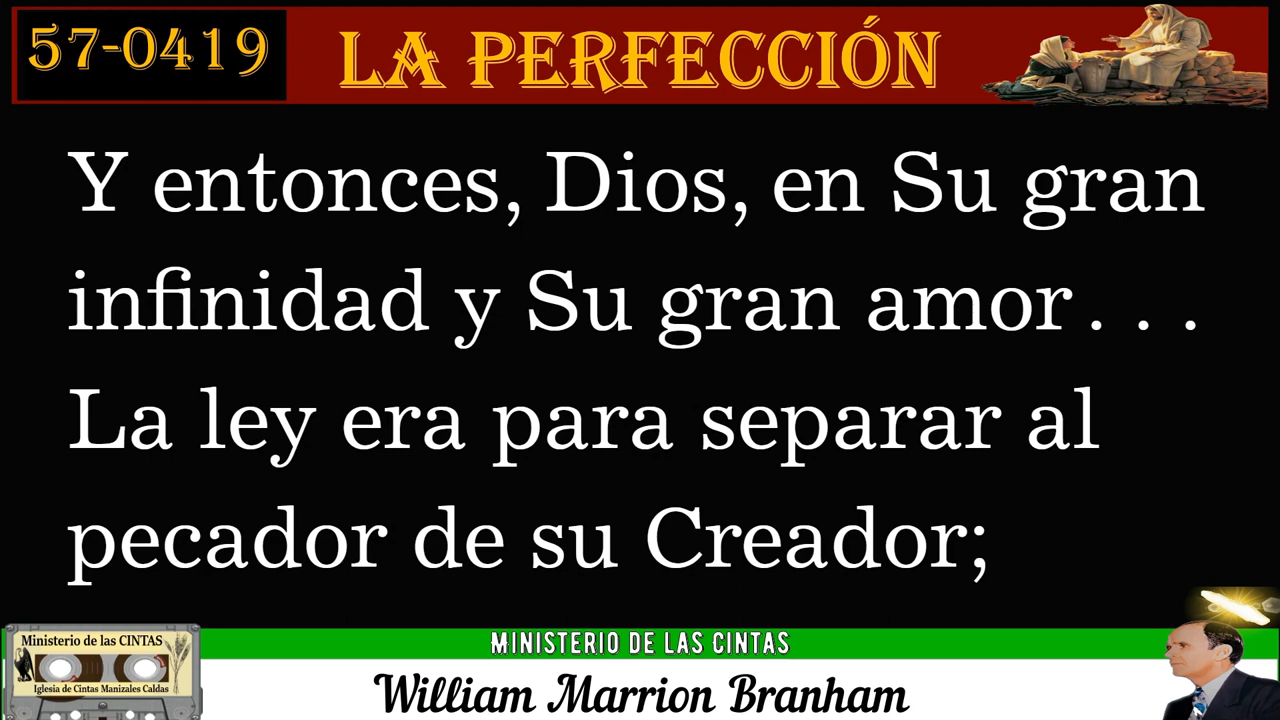 57-0419
LA PERFECCIÓN
Y entonces, Dios, en Su gran
infinidad y Su gran amor . . .
La ley era para separar al
pecador de su Creador;
MINISTERIO DE LAS CINTAS
Ministerio de las CINTAS
Iglesia de Cintas Manizales Caldas
William Marrion Branham